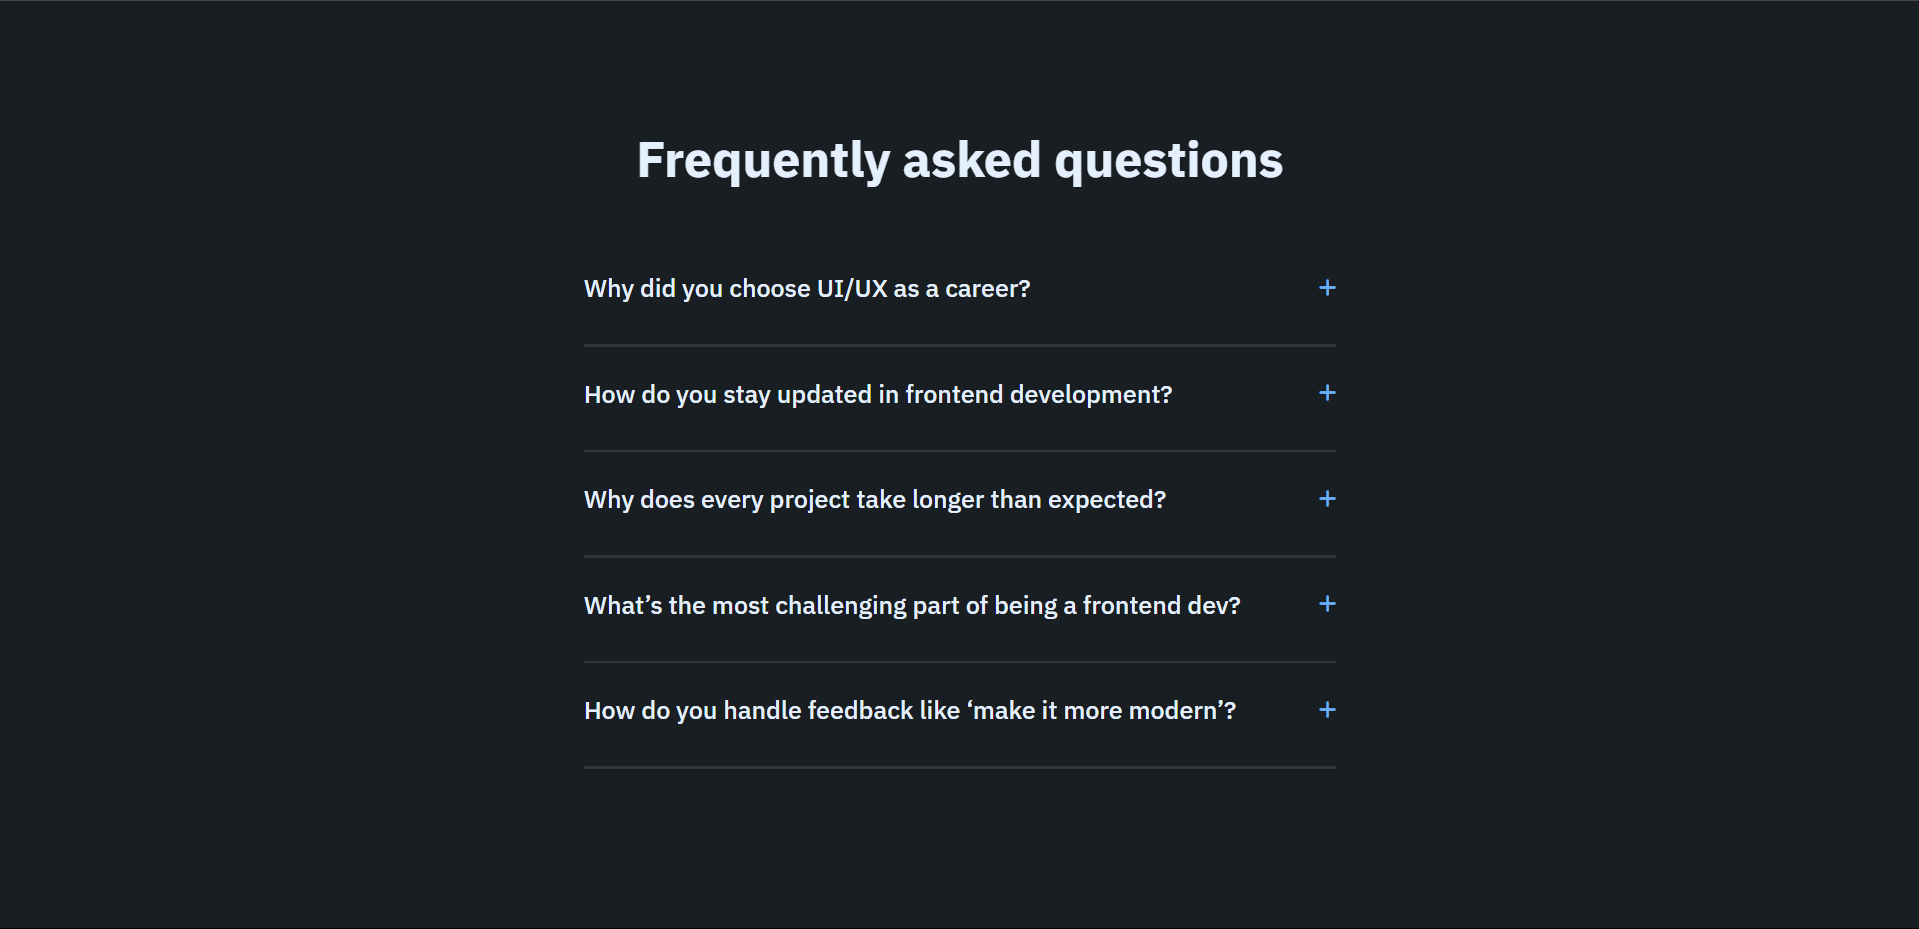 Frequently asked questions
Why did you choose UI/UX as a career?
How do you stay updated in frontend development?
Why does every project take longer than expected?
What’s the most challenging part of being a frontend dev?
How do you handle feedback like ‘make it more modern’?